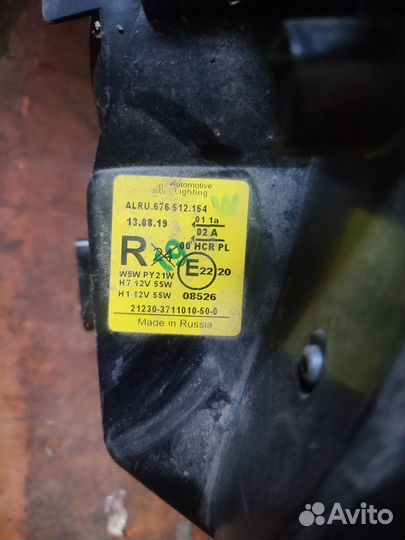 Automotive
Lighting
ALRU.676 512.154
13.08.19
01 1a
02 A
00 HCR PL
R E 22 20
W5W PY21W
H7 12V 55W
H1 12V 55W 08526
21230-3711010-50-0
Made in Russia
Avito